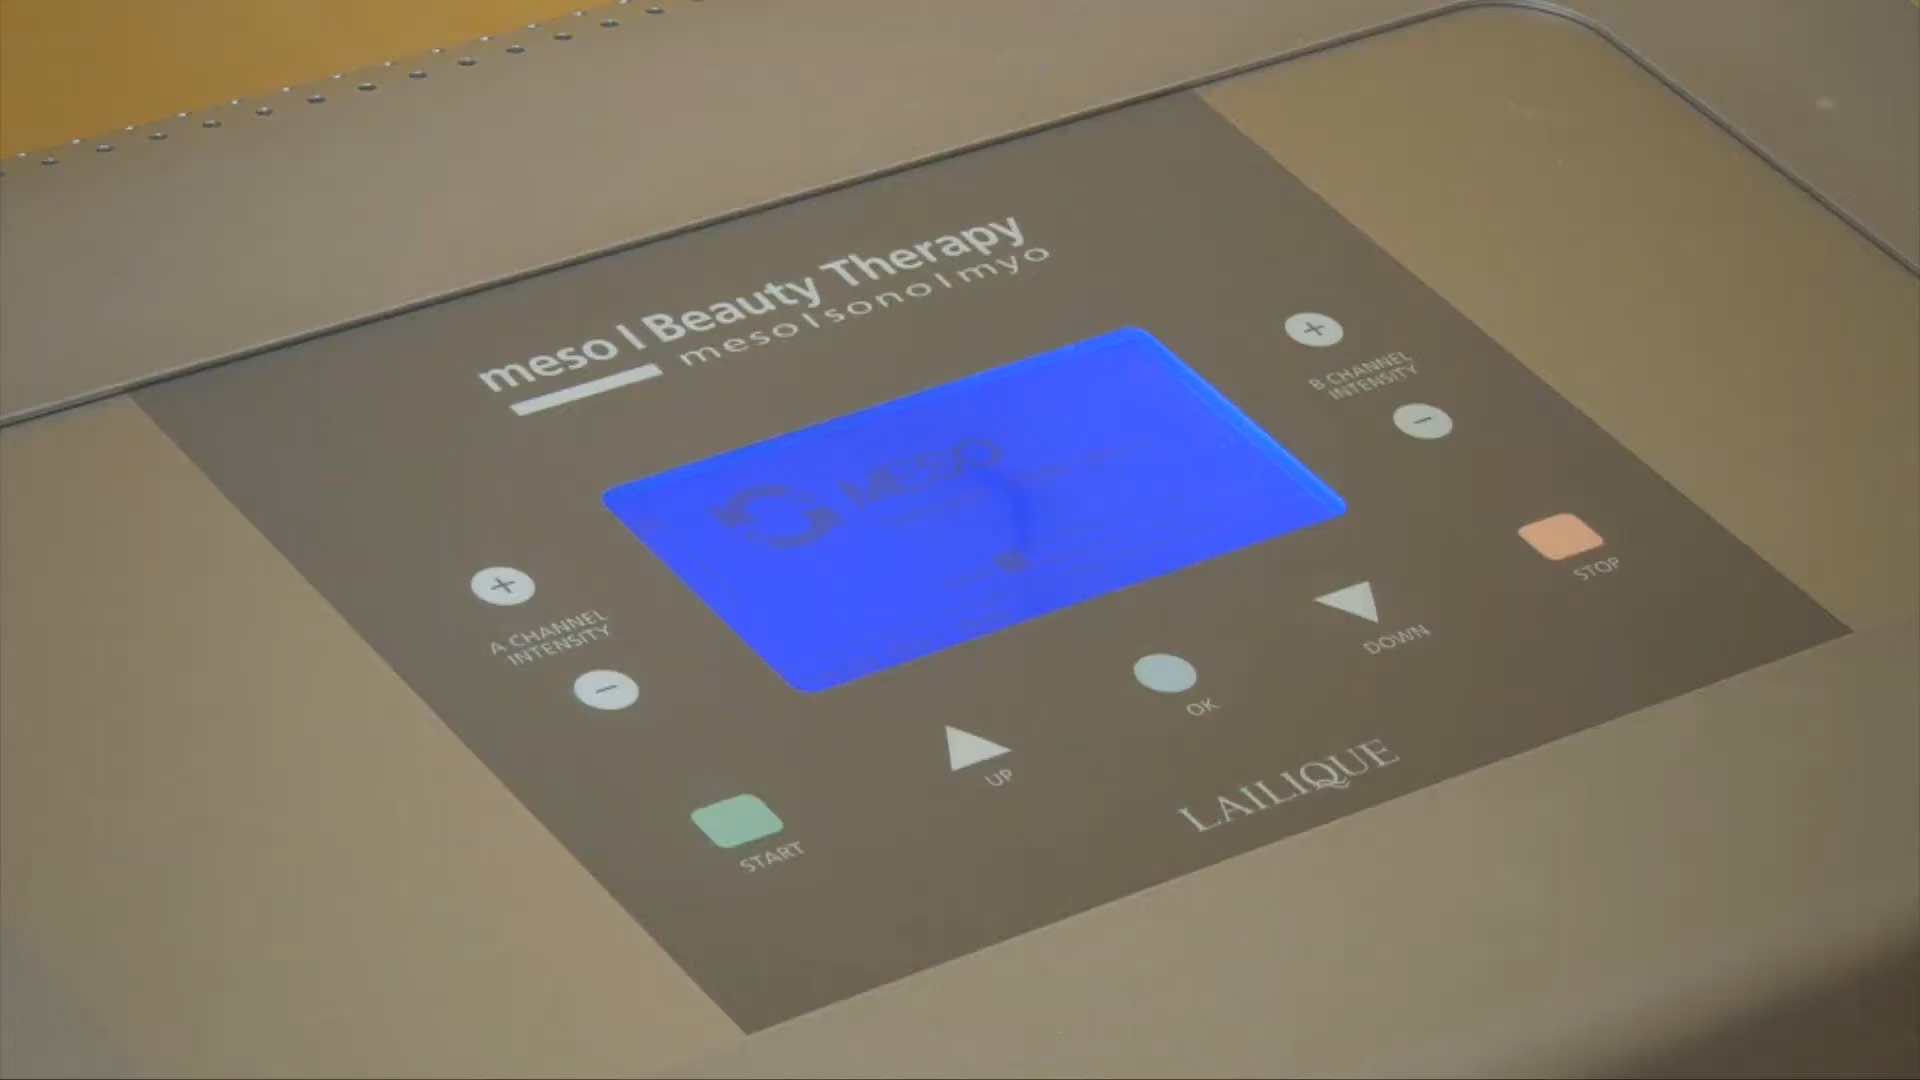 meso | Beauty Therapy
meso | sono | myo
MESO
+
B CHANNEL
INTENSITY
−
+
A CHANNEL
INTENSITY
−
STOP
DOWN
OK
UP
START
LAILIQUE